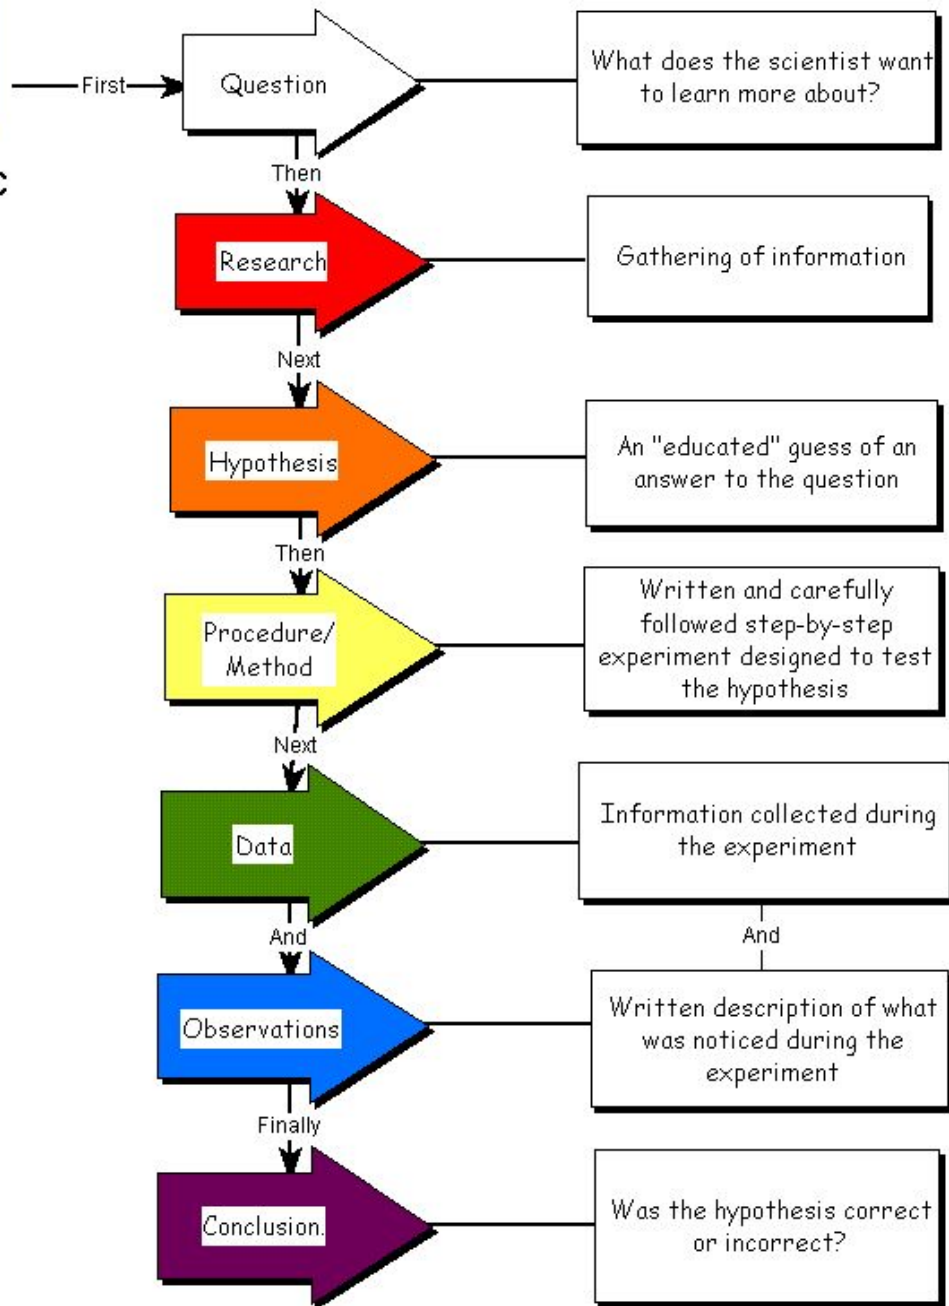 First
Question
What does the scientist want
to learn more about?
Then
c
Research
Gathering of information
Next
Hypothesis
An "educated" guess of an
answer to the question
Then
Procedure/
Method
Written and carefully
followed step-by-step
experiment designed to test
the hypothesis
Next
Data
Information collected during
the experiment
And
And
Observations
Written description of what
was noticed during the
experiment
Finally
Conclusion.
Was the hypothesis correct
or incorrect?